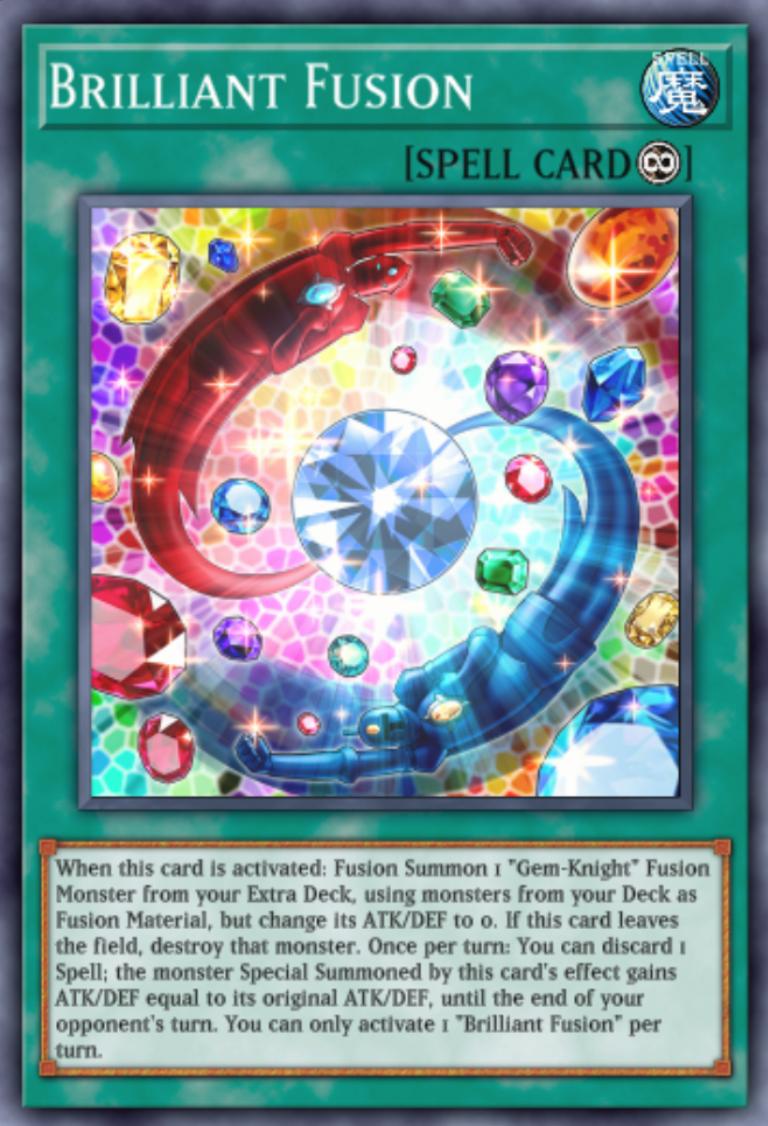 BRILLIANT FUSION
SPELL
魔
[SPELL CARD]
When this card is activated: Fusion Summon 1 "Gem-Knight" Fusion
Monster from your Extra Deck, using monsters from your Deck as
Fusion Material, but change its ATK/DEF to 0. If this card leaves
the field, destroy that monster. Once per turn: You can discard 1
Spell; the monster Special Summoned by this card's effect gains
ATK/DEF equal to its original ATK/DEF, until the end of your
opponent's turn. You can only activate 1 "Brilliant Fusion" per
turn.